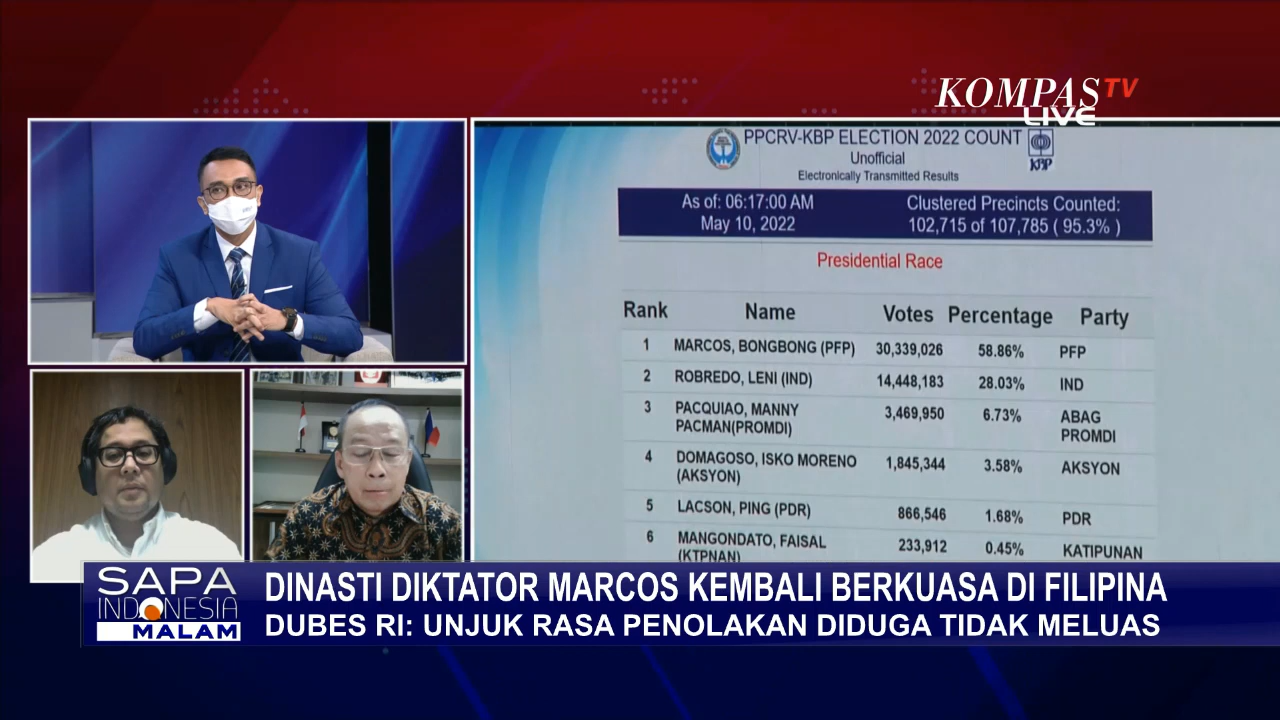 KOMPAS TV
LIVE
PPCRV-KBP ELECTION 2022 COUNT
KBP
Unofficial
Electronically Transmitted Results
As of: 06:17:00 AM
May 10, 2022
Clustered Precincts Counted:
102,715 of 107,785 ( 95.3% )
Presidential Race
Rank Name Votes Percentage Party
1 MARCOS, BONGBONG (PFP) 30,339,026 58.86% PFP
2 ROBREDO, LENI (IND) 14,448,183 28.03% IND
3 PACQUIAO, MANNY PACMAN(PROMDI) 3,469,950 6.73% ABAG PROMDI
4 DOMAGOSO, ISKO MORENO (AKSYON) 1,845,344 3.58% AKSYON
5 LACSON, PING (PDR) 866,546 1.68% PDR
6 MANGONDATO, FAISAL (KTPNAN) 233,912 0.45% KATIPUNAN
SAPA
INDONESIA
MALAM
DINASTI DIKTATOR MARCOS KEMBALI BERKUASA DI FILIPINA
DUBES RI: UNJUK RASA PENOLAKAN DIDUGA TIDAK MELUAS